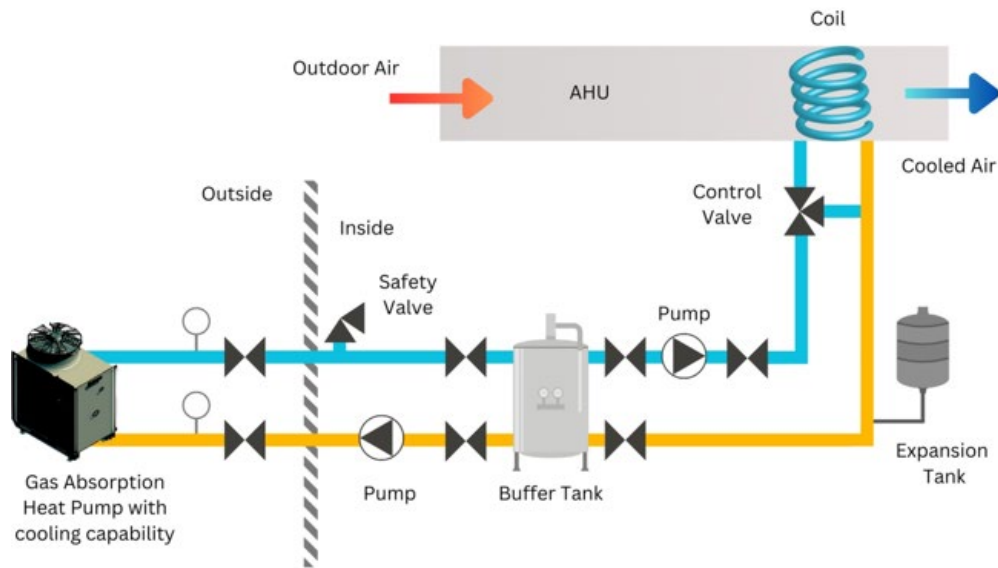 Coil
Outdoor Air
AHU
Cooled Air
Outside
Control
Valve
Inside
Safety
Valve
Pump
Gas Absorption
Heat Pump with
cooling capability
Pump
Buffer Tank
Expansion
Tank